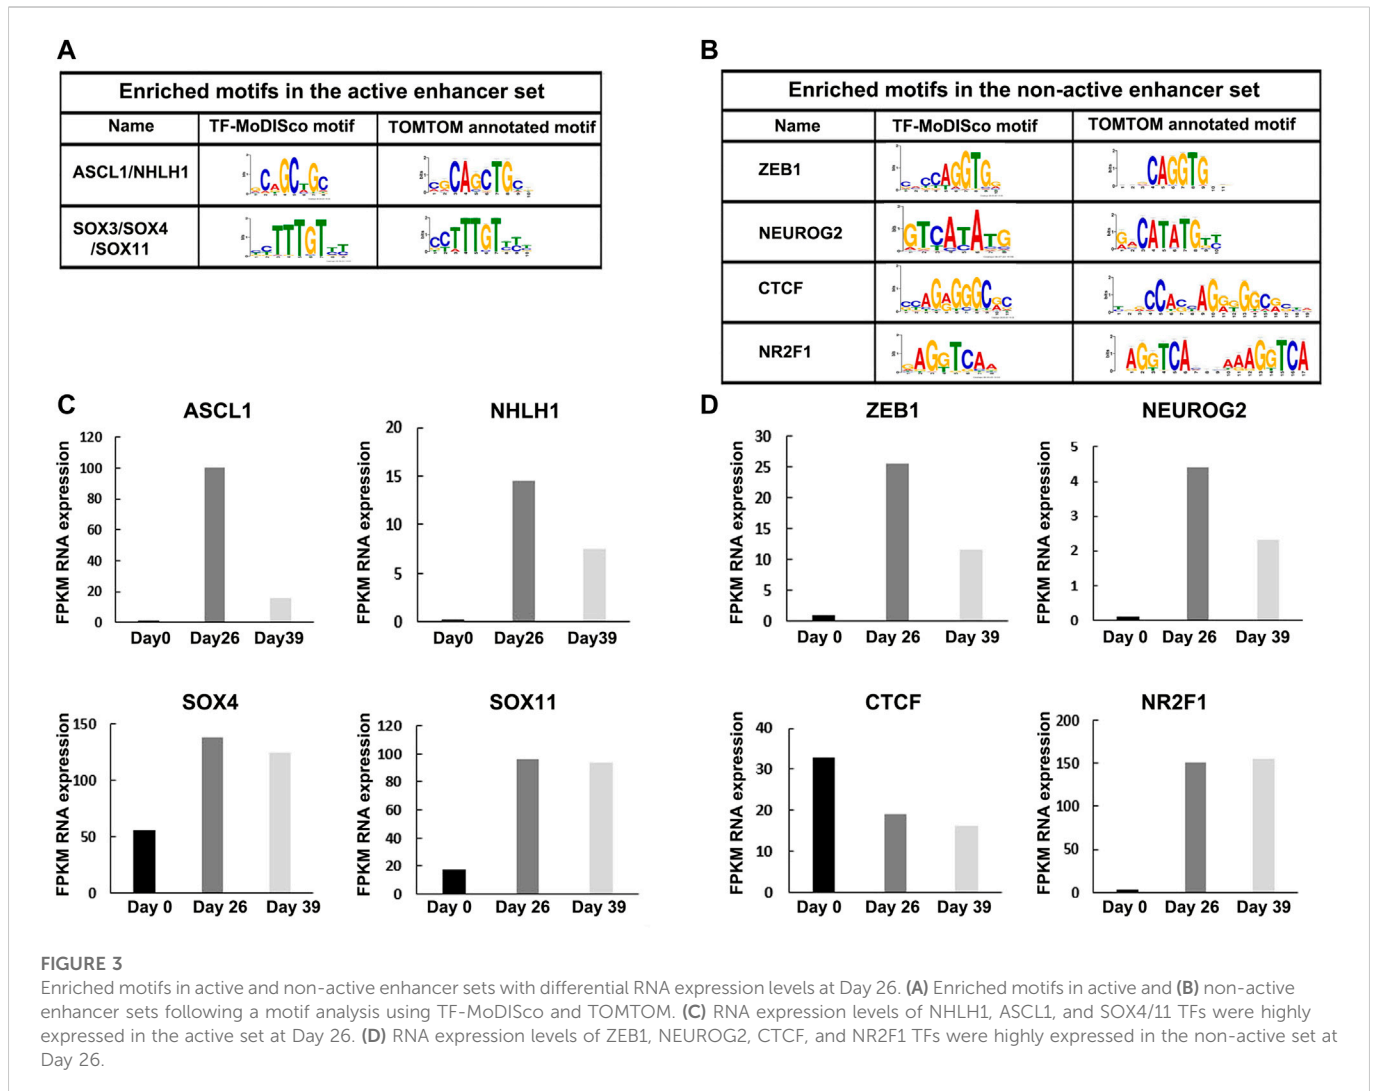 A
Enriched motifs in the active enhancer set
Name TF-MoDISco motif TOMTOM annotated motif
ASCL1/NHLH1
SOX3/SOX4
/SOX11
B
Enriched motifs in the non-active enhancer set
Name TF-MoDISco motif TOMTOM annotated motif
ZEB1
NEUROG2
CTCF
NR2F1
C
ASCL1
FPKM RNA expression
120
100
80
60
40
20
0
Day0 Day26 Day39
NHLH1
FPKM RNA expression
20
15
10
5
0
Day0 Day26 Day39
SOX4
FPKM RNA expression
150
100
50
0
Day 0 Day 26 Day 39
SOX11
FPKM RNA expression
120
100
80
60
40
20
0
Day 0 Day 26 Day 39
D
ZEB1
FPKM RNA expression
30
25
20
15
10
5
0
Day 0 Day 26 Day 39
NEUROG2
FPKM RNA expression
5
4
3
2
1
0
Day 0 Day 26 Day 39
CTCF
FPKM RNA expression
40
30
20
10
0
Day 0 Day 26 Day 39
NR2F1
FPKM RNA expression
200
150
100
50
0
Day 0 Day 26 Day 39
FIGURE 3
Enriched motifs in active and non-active enhancer sets with differential RNA expression levels at Day 26. (A) Enriched motifs in active and (B) non-active
enhancer sets following a motif analysis using TF-MoDISco and TOMTOM. (C) RNA expression levels of NHLH1, ASCL1, and SOX4/11 TFs were highly
expressed in the active set at Day 26. (D) RNA expression levels of ZEB1, NEUROG2, CTCF, and NR2F1 TFs were highly expressed in the non-active set at
Day 26.